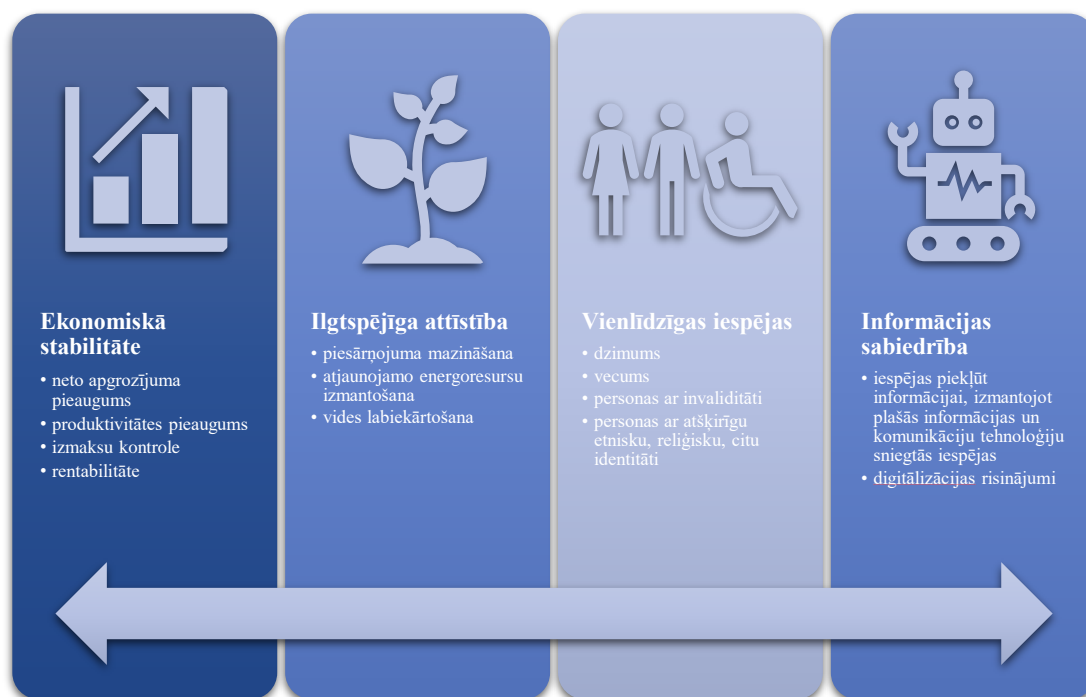 Ekonomiskā
stabilitāte
• neto apgrozījuma
pieaugums
• produktivitātes pieaugums
• izmaksu kontrole
• rentabilitāte
Ilgtspējīga attīstība
• piesārņojuma mazināšana
• atjaunojamo energoresursu
izmantošana
• vides labiekārtošana
Vienlīdzīgas iespējas
• dzimums
• vecums
• personas ar invaliditāti
• personas ar atšķirīgu
etnisku, reliģisku, citu
identitāti
Informācijas
sabiedrība
• iespējas piekļūt
informācijai, izmantojot
plašās informācijas un
komunikāciju tehnoloģiju
sniegtās iespējas
• digitālizācijas risinājumi